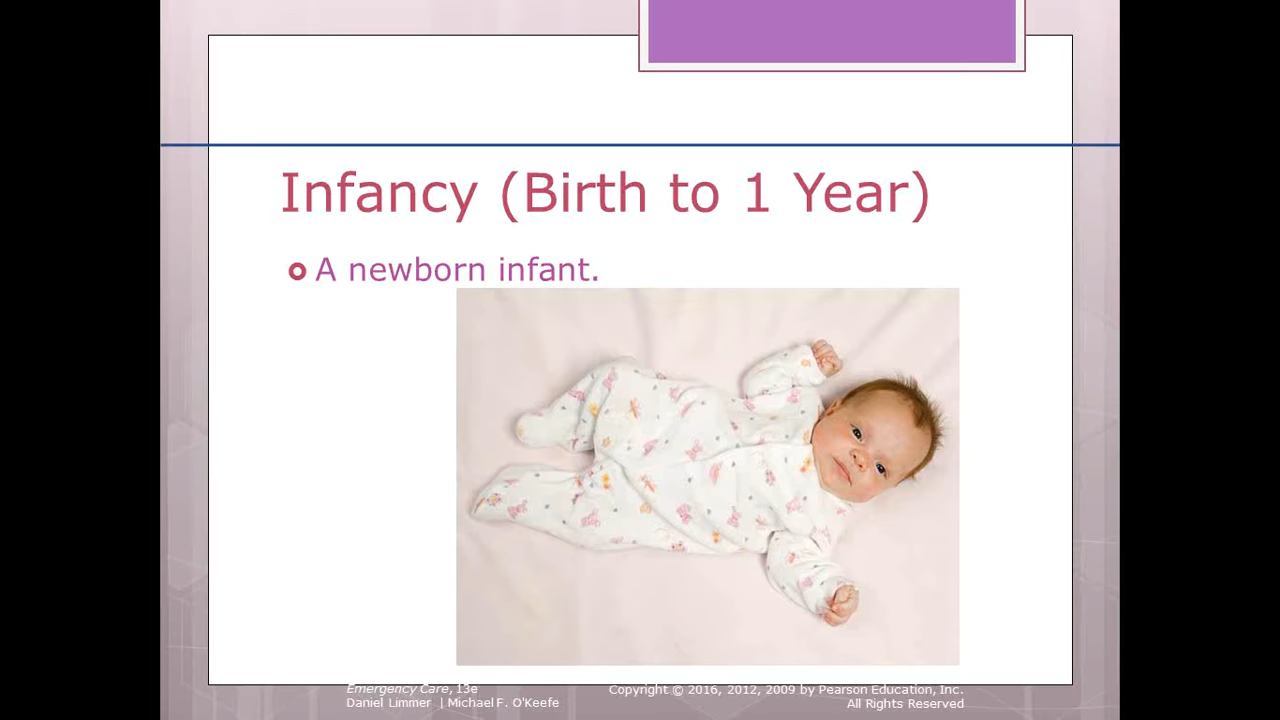 Infancy (Birth to 1 Year)
A newborn infant.
Emergency Care, 13e
Daniel Limmer | Michael F. O'Keefe
Copyright © 2016, 2012, 2009 by Pearson Education, Inc.
All Rights Reserved